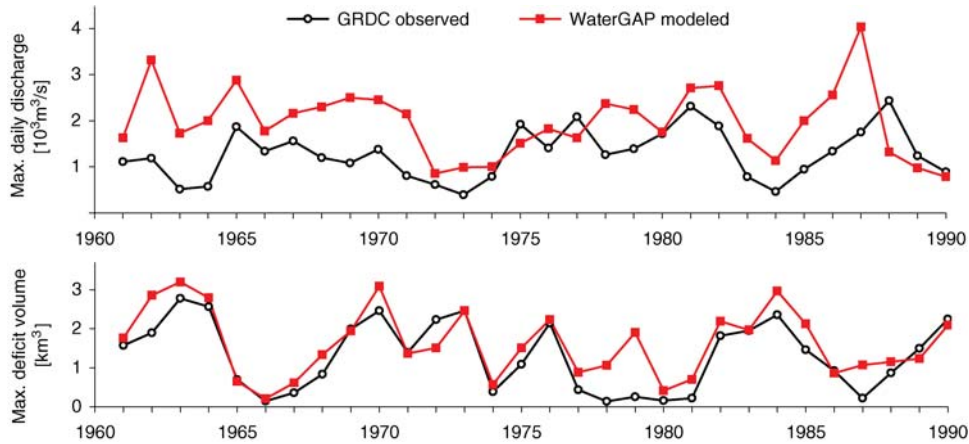 GRDC observed
WaterGAP modeled
Max. daily discharge
[10³m³/s]
4
3
2
1
1960 1965 1970 1975 1980 1985 1990
Max. deficit volume
[km³]
3
2
1
0
1960 1965 1970 1975 1980 1985 1990